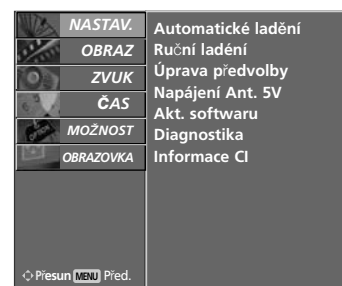 NASTAV.
OBRAZ
ZVUK
ČAS
MOŽNOST
OBRAZOVKA
Automatické ladění
Ruční ladéní
Úprava předvolby
Napájení Ant. 5V
Akt. softwaru
Diagnostika
Informace CI
Přesun MENU Před.